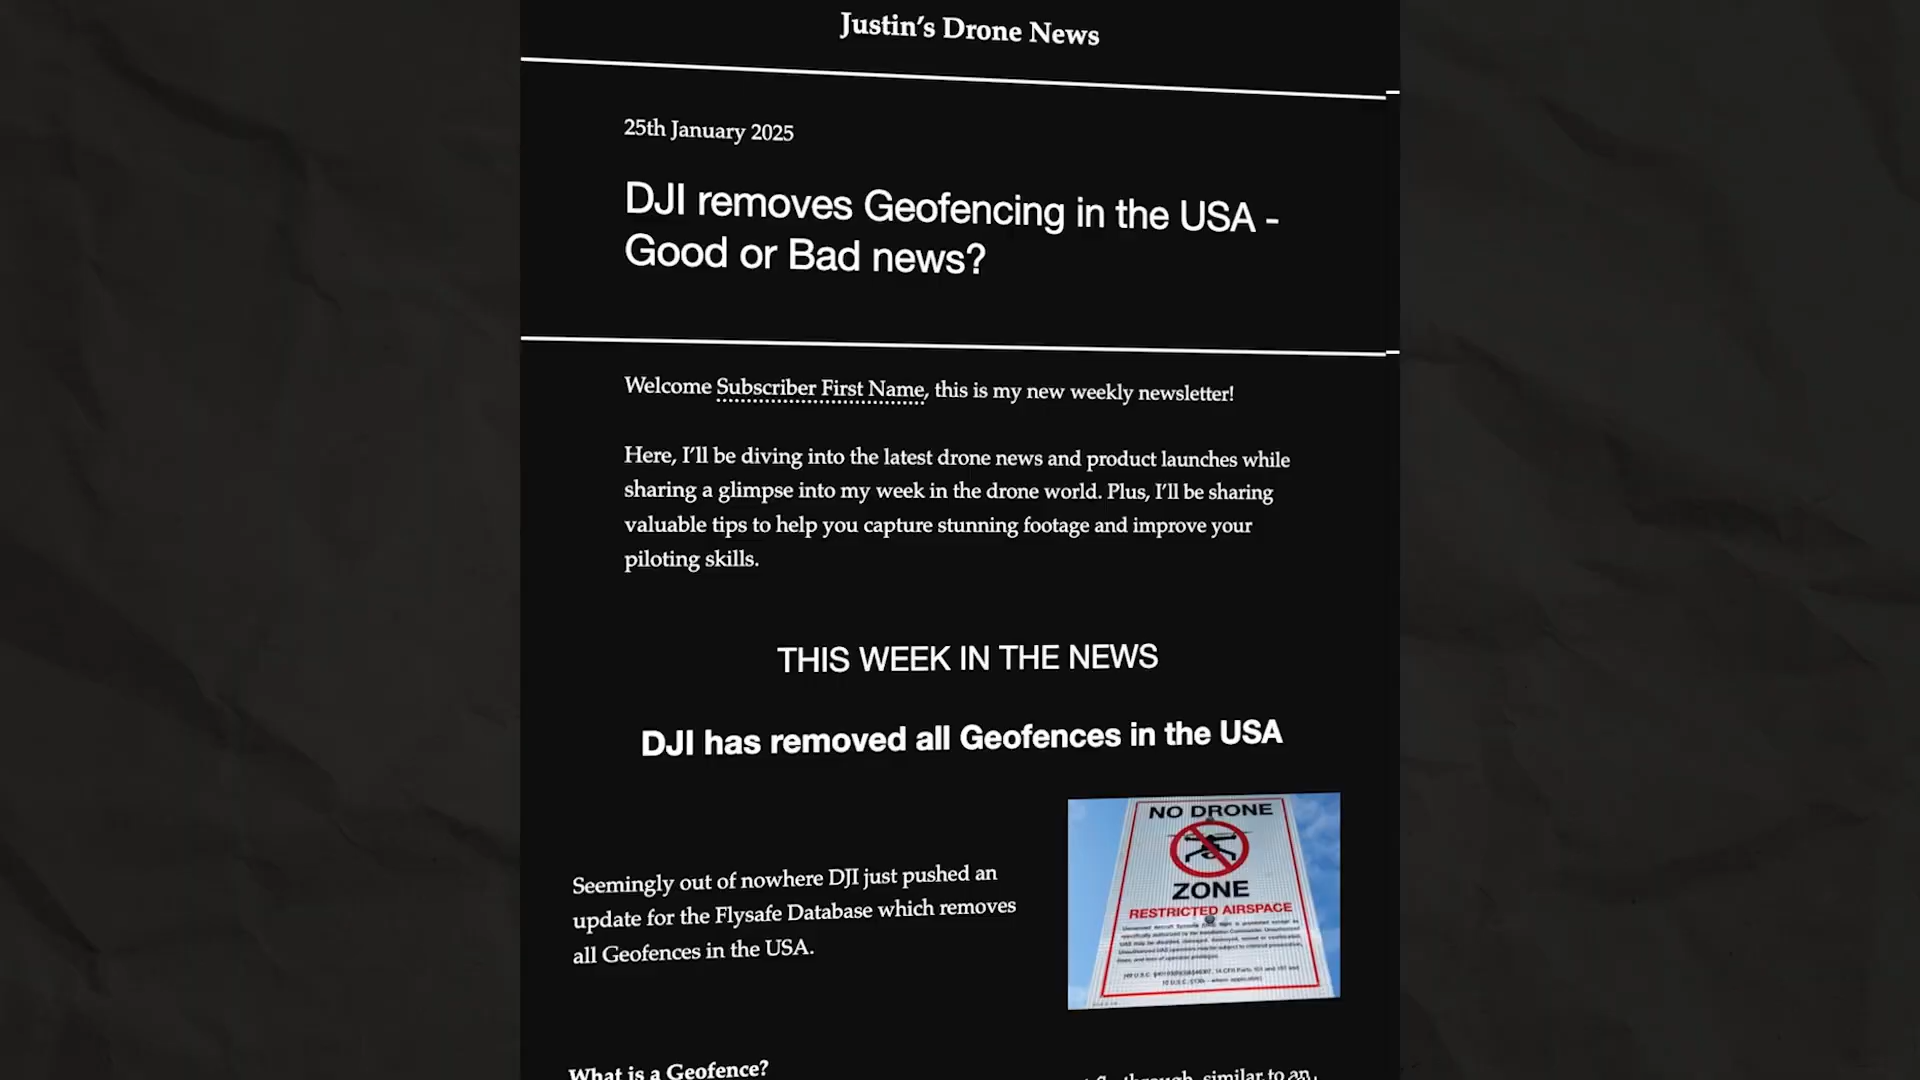 Justin's Drone News
25th January 2025
DJI removes Geofencing in the USA -
Good or Bad news?
Welcome Subscriber First Name, this is my new weekly newsletter!
Here, I'll be diving into the latest drone news and product launches while
sharing a glimpse into my week in the drone world. Plus, I'll be sharing
valuable tips to help you capture stunning footage and improve your
piloting skills.
THIS WEEK IN THE NEWS
DJI has removed all Geofences in the USA
NO DRONE
ZONE
RESTRICTED AIRSPACE
Seemingly out of nowhere DJI just pushed an
update for the Flysafe Database which removes
all Geofences in the USA.
What is a Geofence?
through, similar to an